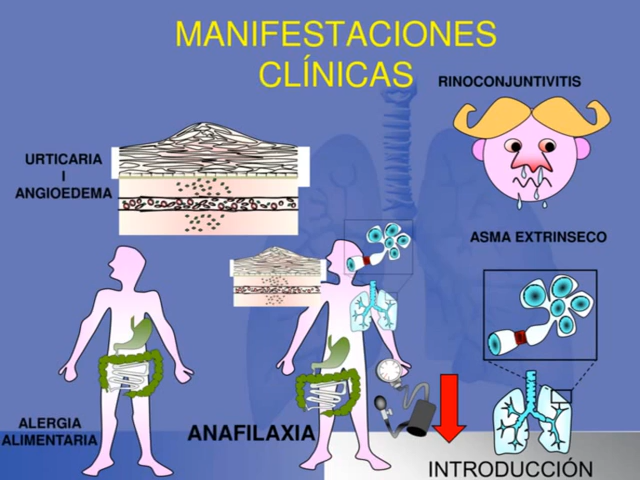 MANIFESTACIONES
CLÍNICAS
RINOCONJUNTIVITIS
URTICARIA
I
ANGIOEDEMA
ASMA EXTRINSECO
ALERGIA
ALIMENTARIA
ANAFILAXIA
INTRODUCCIÓN